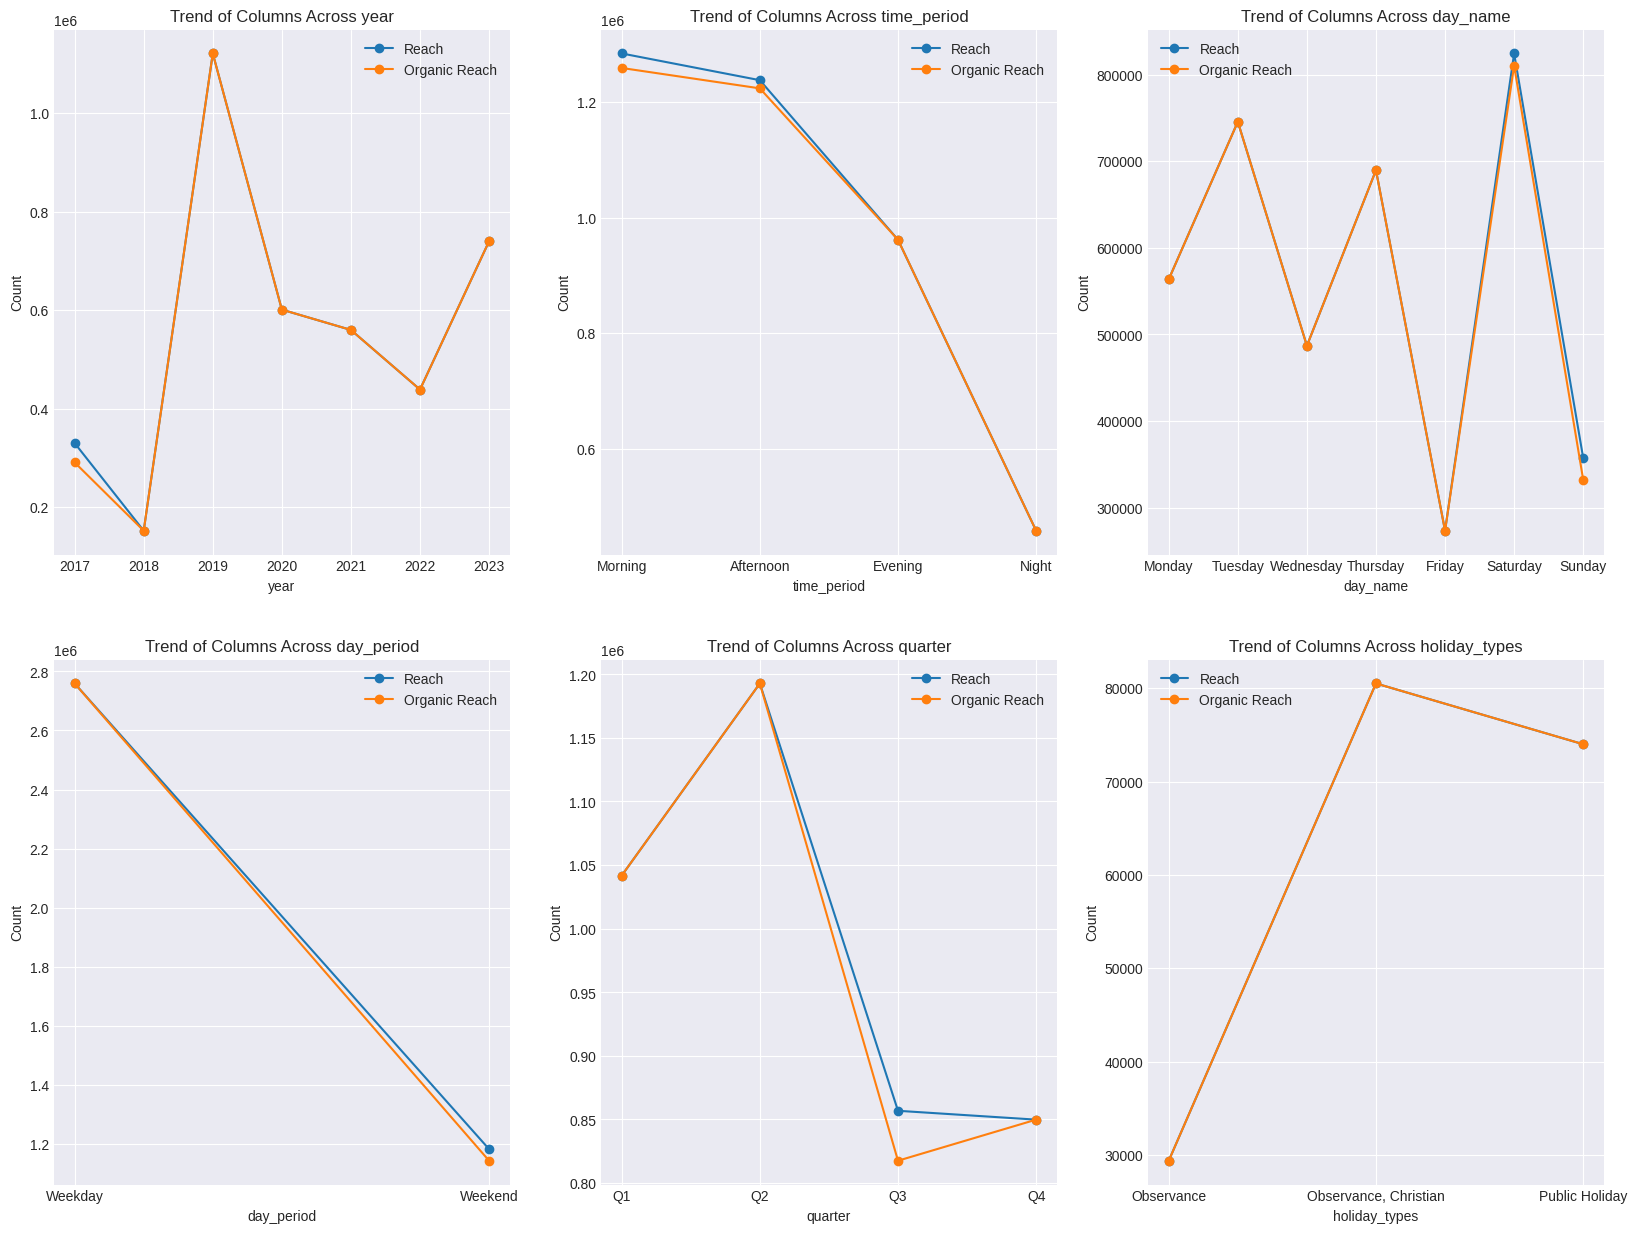 Trend of Columns Across year
1e6
Reach
Organic Reach
1.0
0.8
0.6
0.4
0.2
Count
2017 2018 2019 2020 2021 2022 2023
year
Trend of Columns Across time_period
1e6
Reach
Organic Reach
1.2
1.0
0.8
0.6
Count
Morning Afternoon Evening Night
time_period
Trend of Columns Across day_name
Reach
Organic Reach
800000
700000
600000
500000
400000
300000
Count
Monday Tuesday Wednesday Thursday Friday Saturday Sunday
day_name
Trend of Columns Across day_period
1e6
Reach
Organic Reach
2.8
2.6
2.4
2.2
2.0
1.8
1.6
1.4
1.2
Count
Weekday Weekend
day_period
Trend of Columns Across quarter
1e6
Reach
Organic Reach
1.20
1.15
1.10
1.05
1.00
0.95
0.90
0.85
0.80
Count
Q1 Q2 Q3 Q4
quarter
Trend of Columns Across holiday_types
Reach
Organic Reach
80000
70000
60000
50000
40000
30000
Count
Observance Observance, Christian Public Holiday
holiday_types